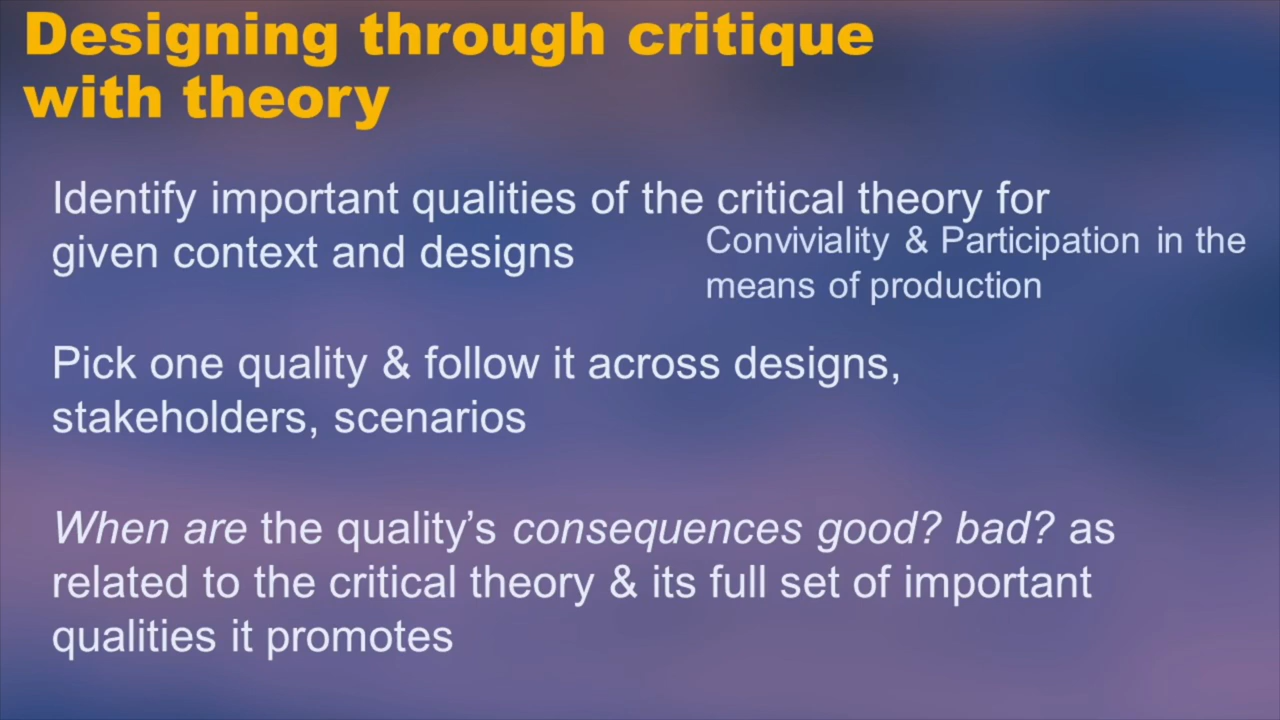 Designing through critique
with theory
Identify important qualities of the critical theory for
given context and designs
Conviviality & Participation in the
means of production
Pick one quality & follow it across designs,
stakeholders, scenarios
When are the quality’s consequences good? bad? as
related to the critical theory & its full set of important
qualities it promotes